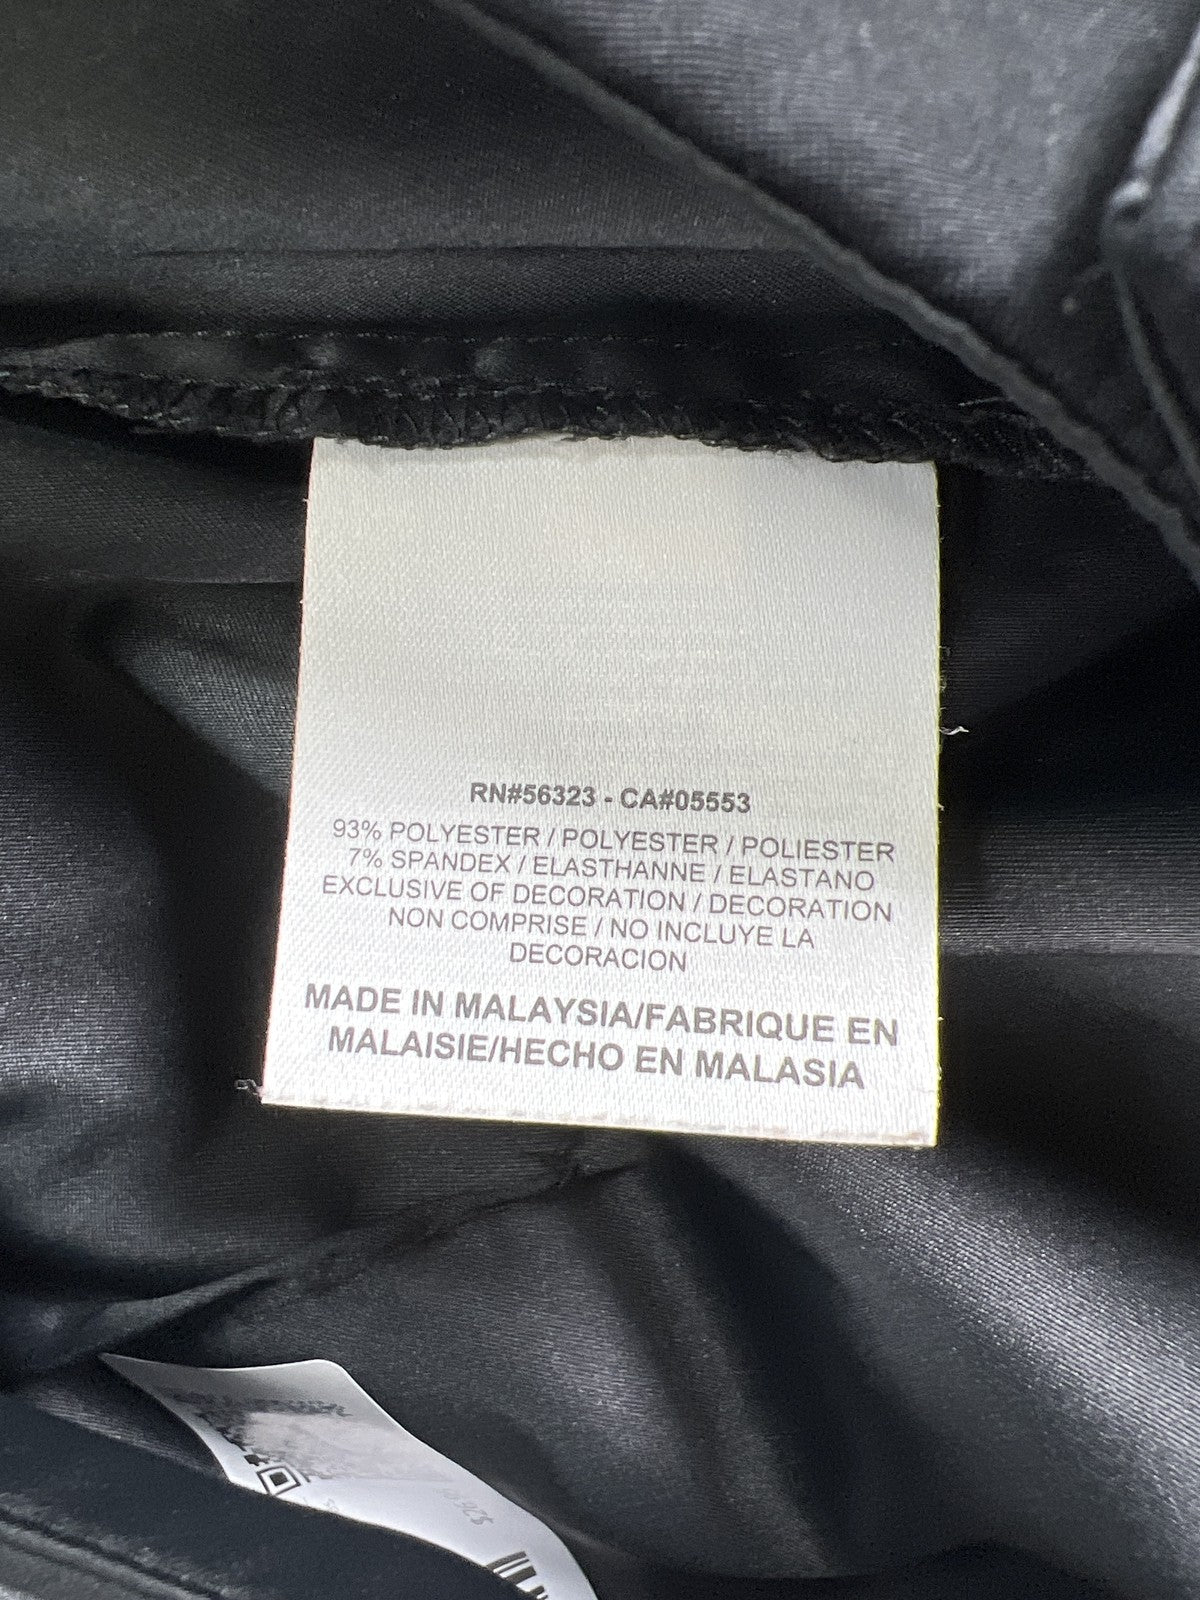 RN#56323 - CA#05553
93% POLYESTER / POLYESTER / POLIESTER
7% SPANDEX / ELASTHANNE / ELASTANO
EXCLUSIVE OF DECORATION / DECORATION
NON COMPRISE / NO INCLUYE LA
DECORACION
MADE IN MALAYSIA/FABRIQUE EN
MALAISIE/HECHO EN MALASIA